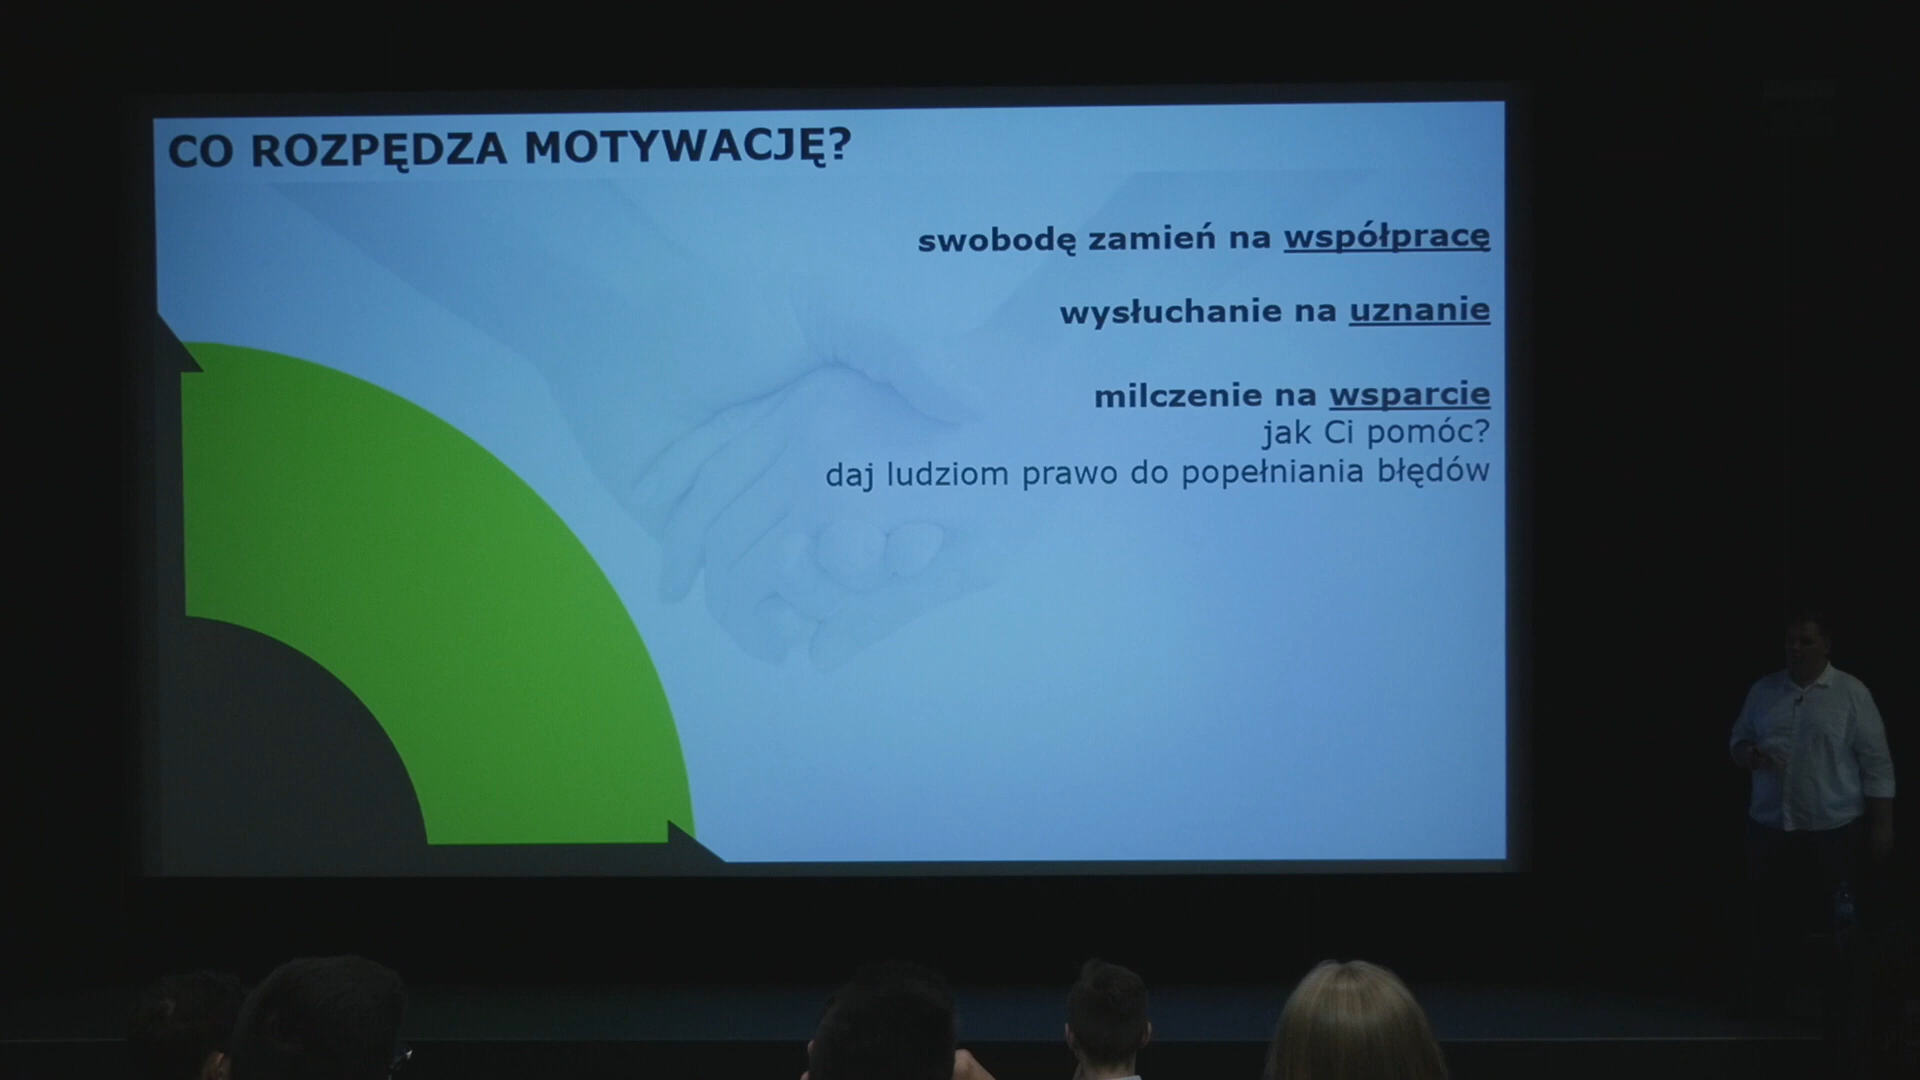 CO ROZPĘDZA MOTYWACJĘ?
swobodę zamień na współpracę
wysłuchanie na uznanie
milczenie na wsparcie
jak Ci pomóc?
daj ludziom prawo do popełniania błędów